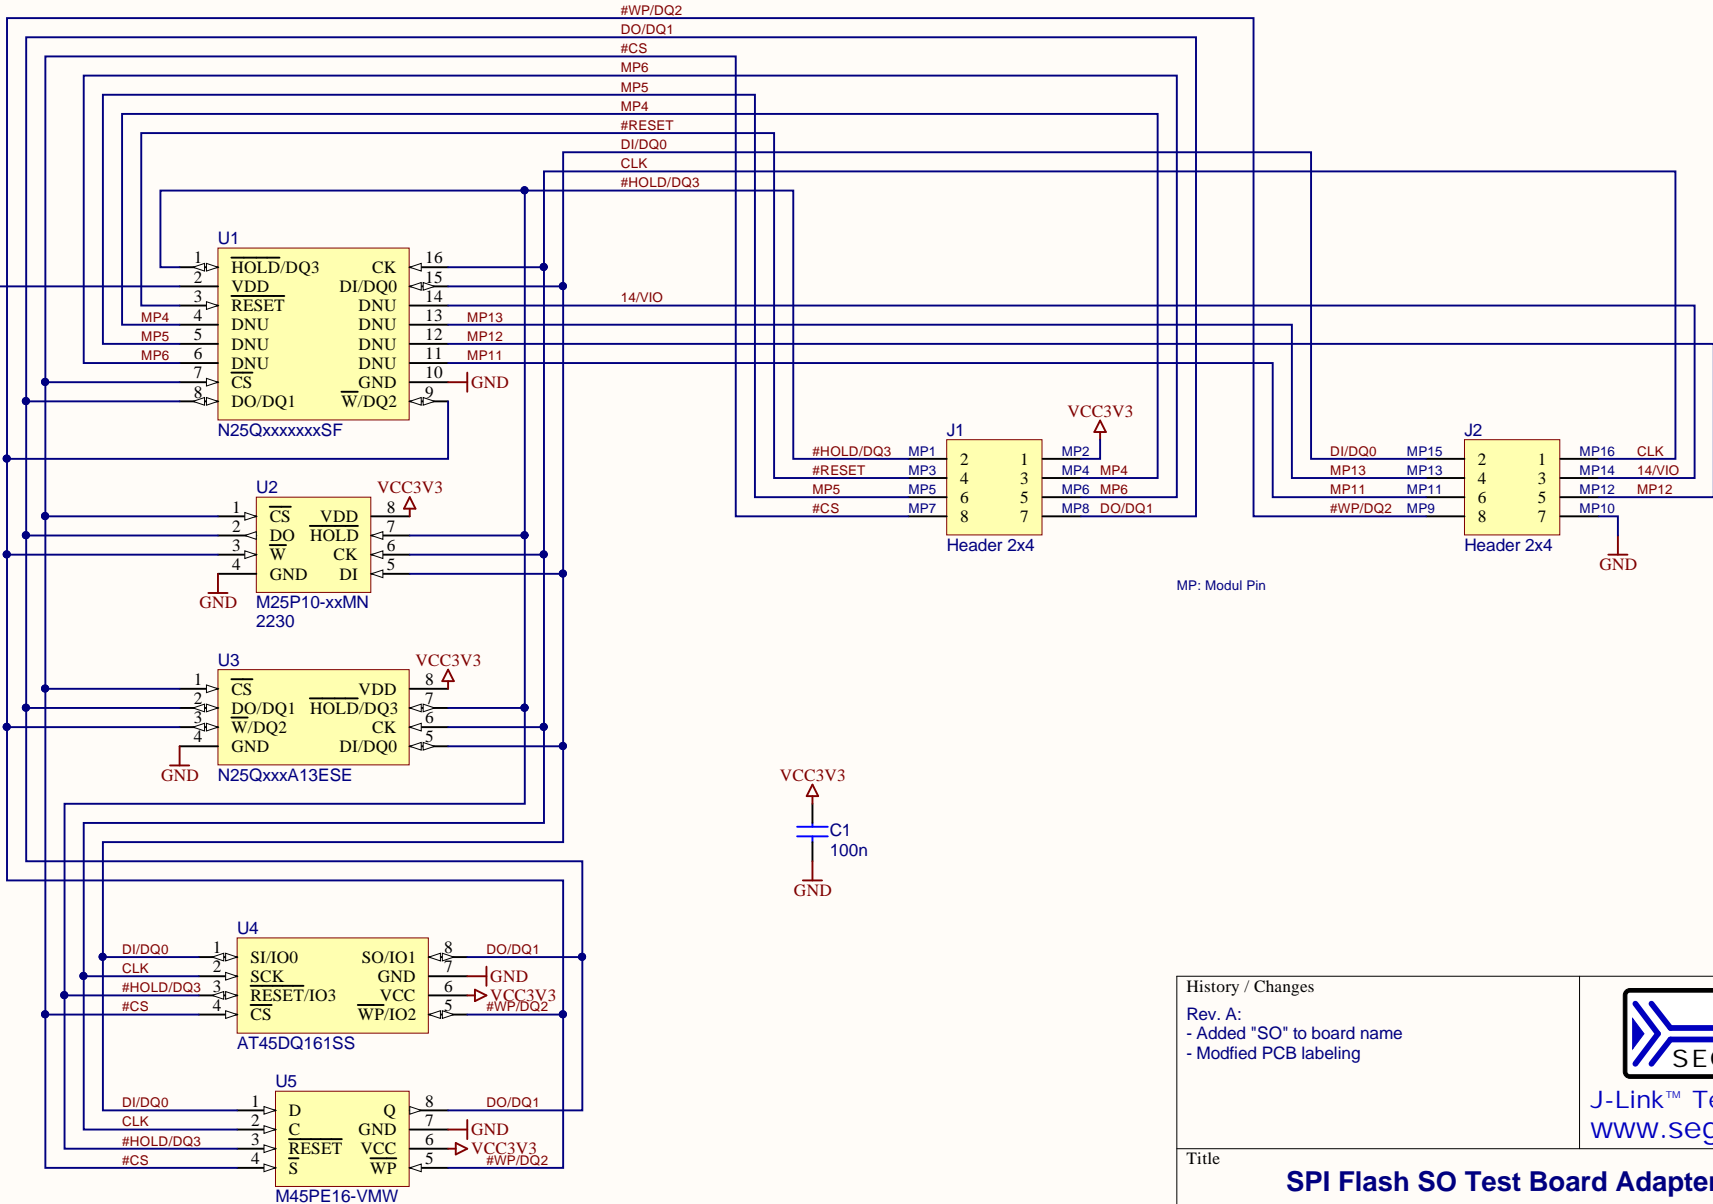 #WP/DQ2
DO/DQ1
#CS
MP6
MP5
MP4
#RESET
DI/DQ0
CLK
#HOLD/DQ3
14/VIO
U1
1 HOLD/DQ3 CK 16
2 VDD DI/DQ0 15
3 RESET DNU 14
MP4 4 DNU DNU 13 MP13
MP5 5 DNU DNU 12 MP12
MP6 6 DNU DNU 11 MP11
7 CS GND 10 GND
8 DO/DQ1 W/DQ2 9
N25QxxxxxxxSF
U2
VCC3V3
1 CS VDD 8
2 DO HOLD 7
3 W CK 6
4 GND DI 5
GND
M25P10-xxMN
2230
U3
VCC3V3
1 CS VDD 8
2 DO/DQ1 HOLD/DQ3 7
3 W/DQ2 CK 6
4 GND DI/DQ0 5
GND
N25QxxxA13ESE
J1
VCC3V3
#HOLD/DQ3 MP1 2 1 MP2
#RESET MP3 4 3 MP4 MP4
MP5 MP5 6 5 MP6 MP6
#CS MP7 8 7 MP8 DO/DQ1
Header 2x4
J2
DI/DQ0 MP15 2 1 MP16 CLK
MP13 MP13 4 3 MP14 14/VIO
MP11 MP11 6 5 MP12 MP12
#WP/DQ2 MP9 8 7 MP10
Header 2x4
GND
MP: Modul Pin
VCC3V3
C1
100n
GND
U4
DI/DQ0 1 SI/IO0 SO/IO1 8 DO/DQ1
CLK 2 SCK GND 7 GND
#HOLD/DQ3 3 RESET/IO3 VCC 6 VCC3V3
#CS 4 CS WP/IO2 5 #WP/DQ2
AT45DQ161SS
U5
DI/DQ0 1 D Q 8 DO/DQ1
CLK 2 C GND 7 GND
#HOLD/DQ3 3 RESET VCC 6 VCC3V3
#CS 4 S WP 5 #WP/DQ2
M45PE16-VMW
History / Changes
Rev. A:
- Added "SO" to board name
- Modfied PCB labeling
J-Link™
www.seg
Title
SPI Flash SO Test Board Adapter